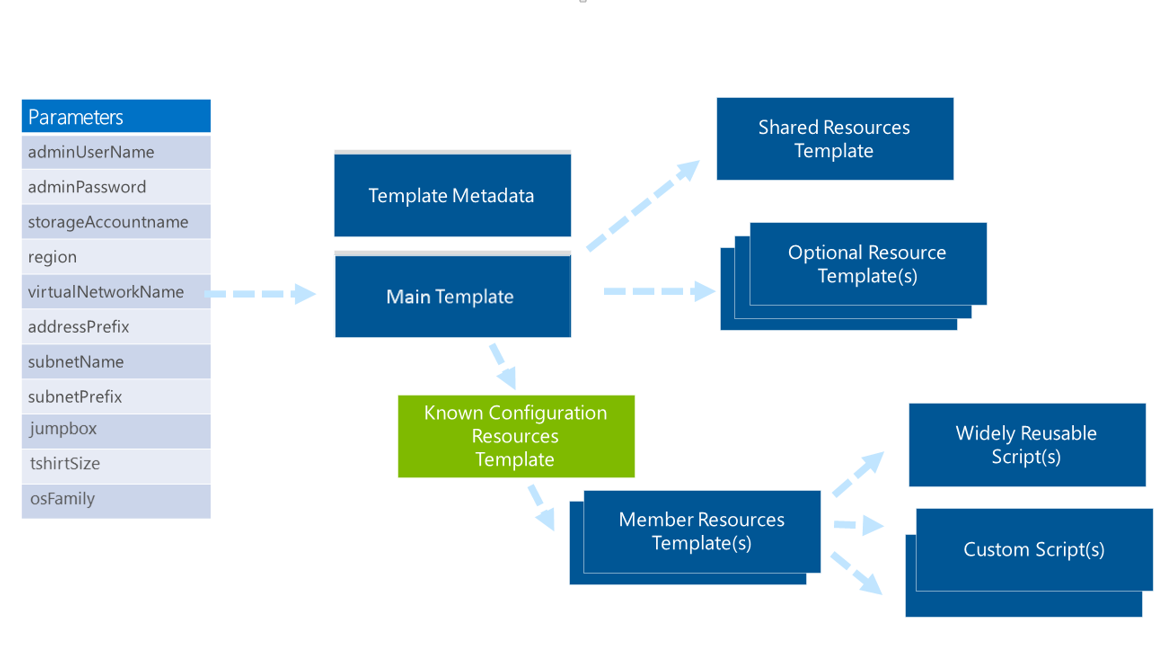 Parameters
adminUserName
adminPassword
storageAccountname
region
virtualNetworkName
addressPrefix
subnetName
subnetPrefix
jumpbox
tshirtSize
osFamily
Template Metadata
Main Template
Shared Resources
Template
Optional Resource
Template(s)
Known Configuration
Resources
Template
Member Resources
Template(s)
Widely Reusable
Script(s)
Custom Script(s)